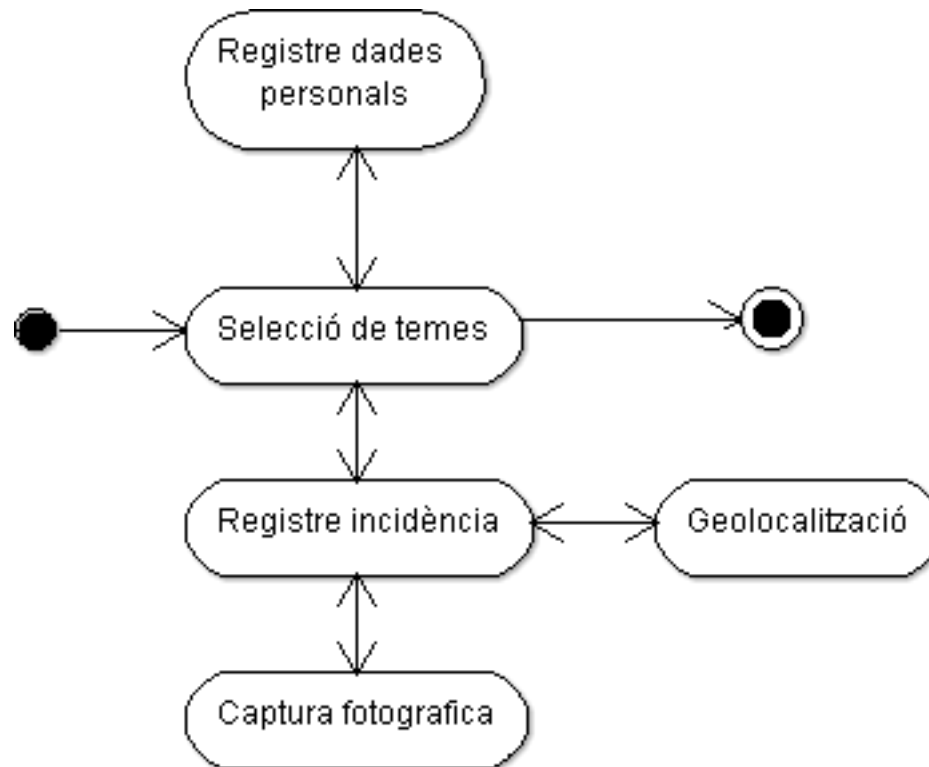 Registre dades
personals
Selecció de temes
Registre incidència
Geolocalització
Captura fotografica